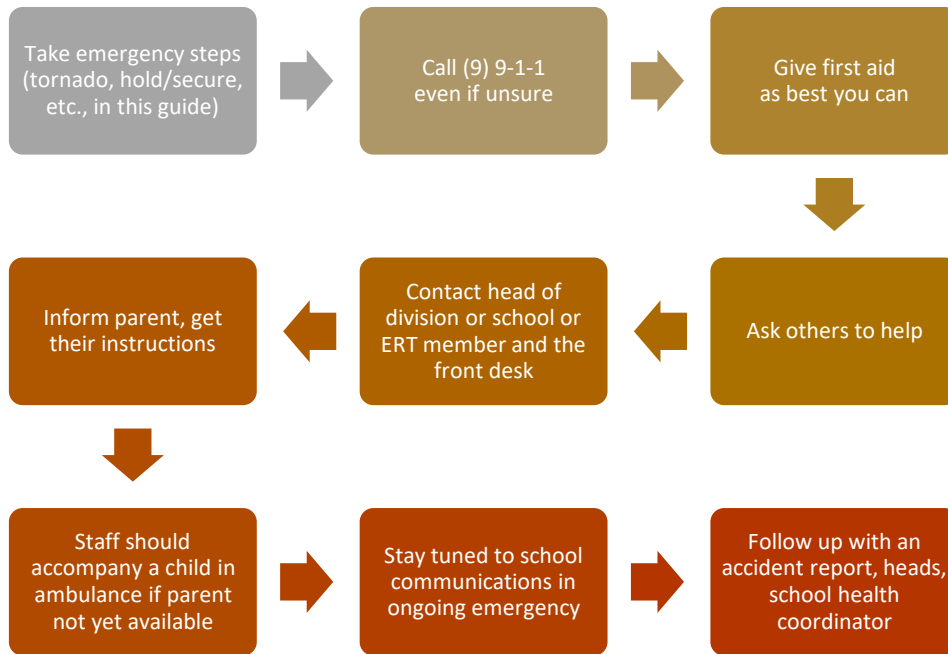 Take emergency steps
(tornado, hold/secure,
etc., in this guide)
Call (9) 9-1-1
even if unsure
Give first aid
as best you can
Ask others to help
Contact head of
division or school or
ERT member and the
front desk
Inform parent, get
their instructions
Staff should
accompany a child in
ambulance if parent
not yet available
Stay tuned to school
communications in
ongoing emergency
Follow up with an
accident report, heads,
school health
coordinator